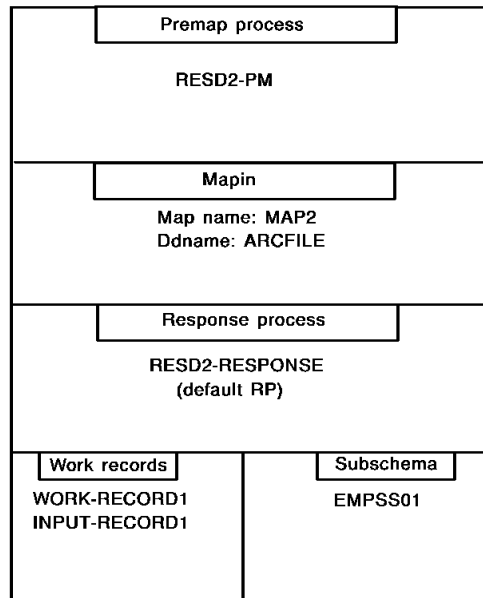 Premap process
RESD2-PM
Mapin
Map name: MAP2
Ddname: ARCFILE
Response process
RESD2-RESPONSE
(default RP)
Work records
WORK-RECORD1
INPUT-RECORD1
Subschema
EMPSS01